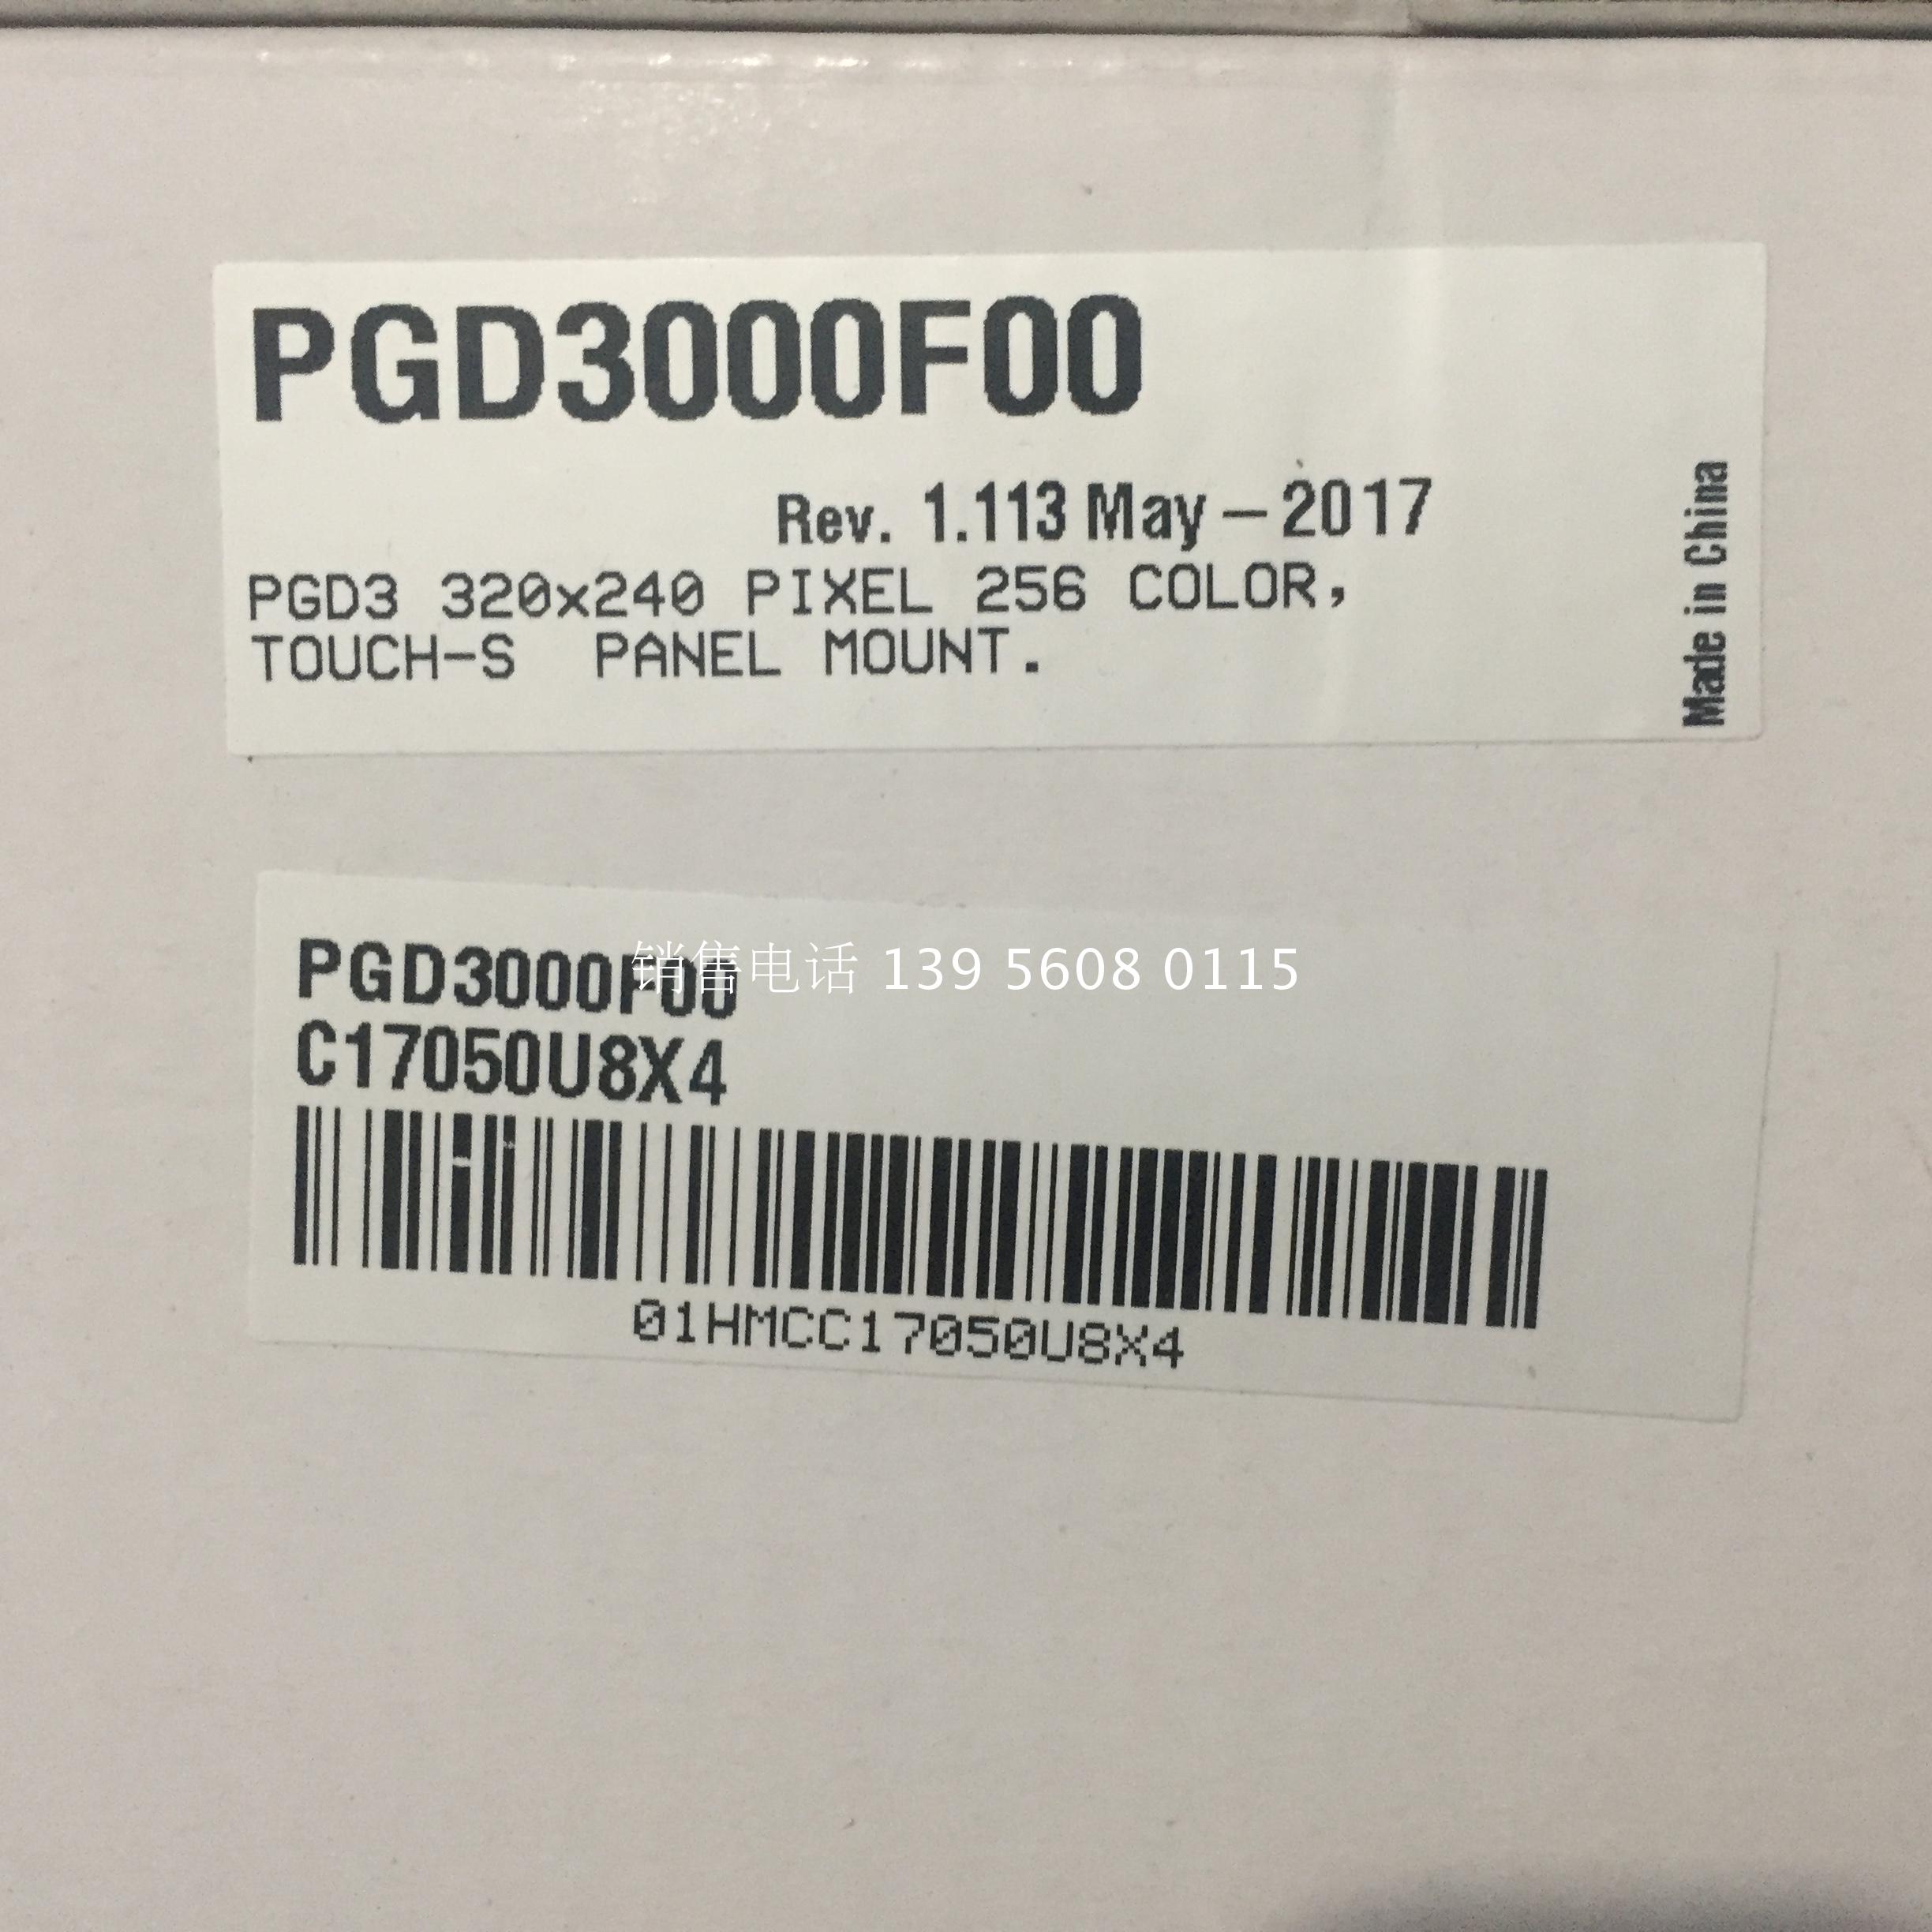 PGD3000F00
Rev. 1.113 May-2017
PGD3 320x240 PIXEL 256 COLOR,
TOUCH-S PANEL MOUNT.
Made in China
PGD3000F00
销售电话 139 5608 0115
C17050U8X4
01HMCC17050U8X4